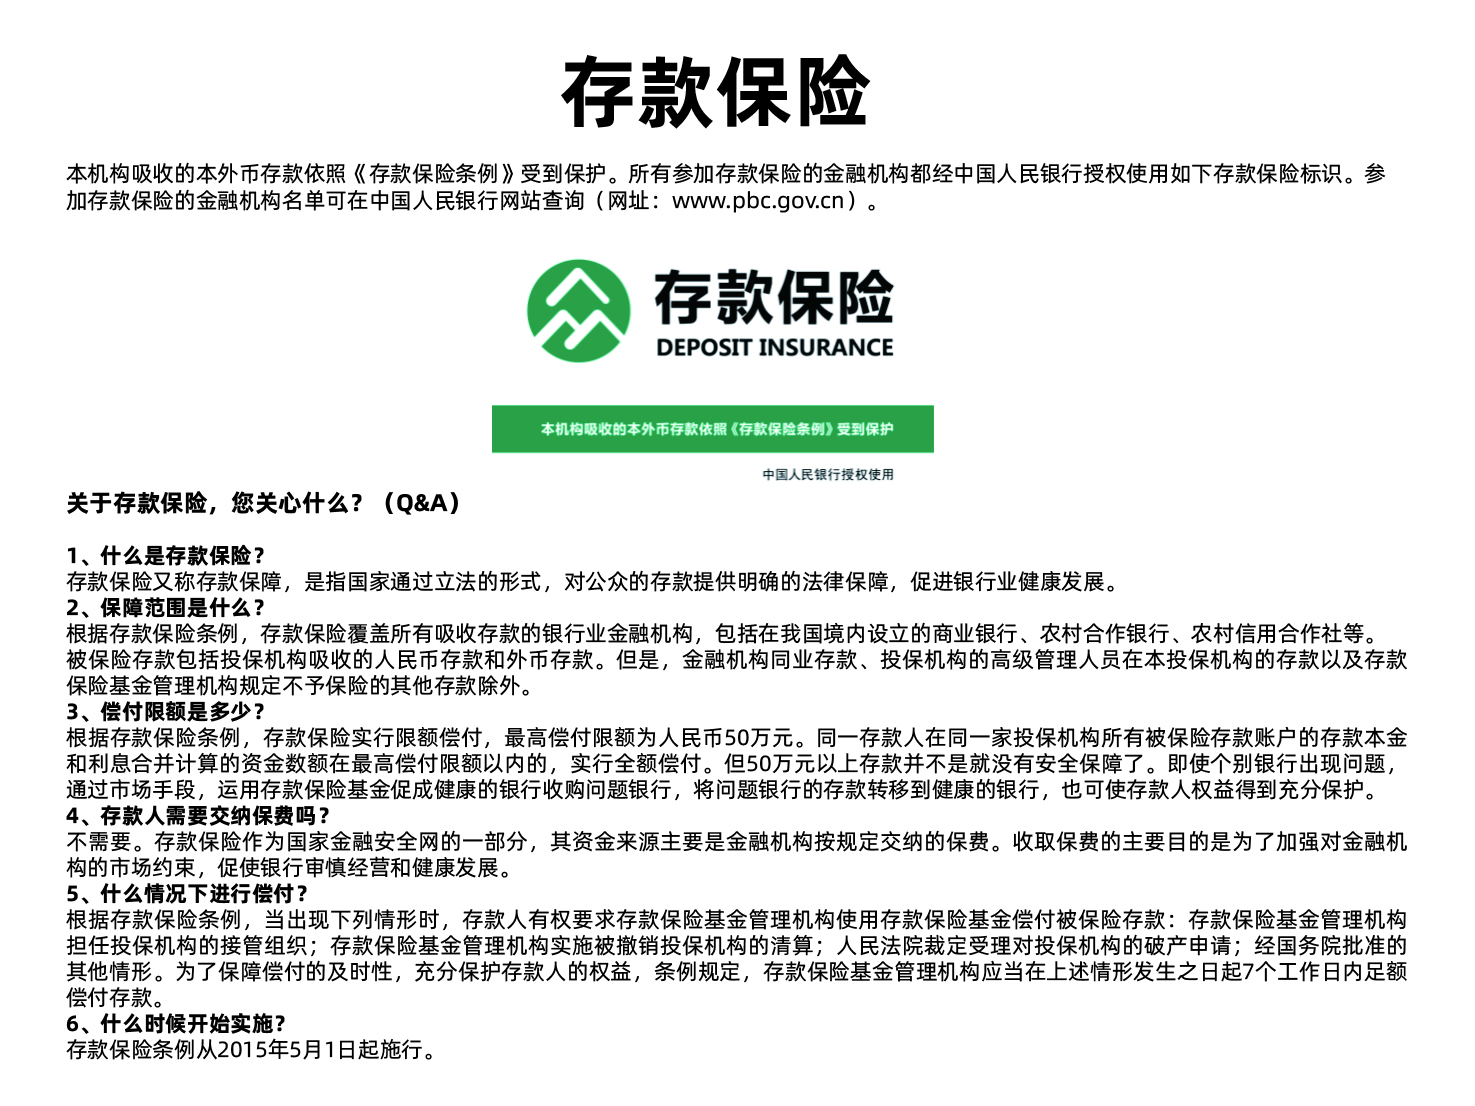 存款保险
本机构吸收的本外币存款依照《存款保险条例》受到保护。所有参加存款保险的金融机构都经中国人民银行授权使用如下存款保险标识。参
加存款保险的金融机构名单可在中国人民银行网站查询（网址：www.pbc.gov.cn）。
存款保险
DEPOSIT INSURANCE
本机构吸收的本外币存款依照《存款保险条例》受到保护
中国人民银行授权使用
关于存款保险，您关心什么？（Q&A）
1、什么是存款保险？
存款保险又称存款保障，是指国家通过立法的形式，对公众的存款提供明确的法律保障，促进银行业健康发展。
2、保障范围是什么？
根据存款保险条例，存款保险覆盖所有吸收存款的银行业金融机构，包括在我国境内设立的商业银行、农村合作银行、农村信用合作社等。
被保险存款包括投保机构吸收的人民币存款和外币存款。但是，金融机构同业存款、投保机构的高级管理人员在本投保机构的存款以及存款
保险基金管理机构规定不予保险的其他存款除外。
3、偿付限额是多少？
根据存款保险条例，存款保险实行限额偿付，最高偿付限额为人民币50万元。同一存款人在同一家投保机构所有被保险存款账户的存款本金
和利息合并计算的资金数额在最高偿付限额以内的，实行全额偿付。但50万元以上存款并不是就没有安全保障了。即使个别银行出现问题，
通过市场手段，运用存款保险基金促成健康的银行收购问题银行，将问题银行的存款转移到健康的银行，也可使存款人权益得到充分保护。
4、存款人需要交纳保费吗？
不需要。存款保险作为国家金融安全网的一部分，其资金来源主要是金融机构按规定交纳的保费。收取保费的主要目的是为了加强对金融机
构的市场约束，促使银行审慎经营和健康发展。
5、什么情况下进行偿付？
根据存款保险条例，当出现下列情形时，存款人有权要求存款保险基金管理机构使用存款保险基金偿付被保险存款：存款保险基金管理机构
担任投保机构的接管组织；存款保险基金管理机构实施被撤销投保机构的清算；人民法院裁定受理对投保机构的破产申请；经国务院批准的
其他情形。为了保障偿付的及时性，充分保护存款人的权益，条例规定，存款保险基金管理机构应当在上述情形发生之日起7个工作日内足额
偿付存款。
6、什么时候开始实施？
存款保险条例从2015年5月1日起施行。